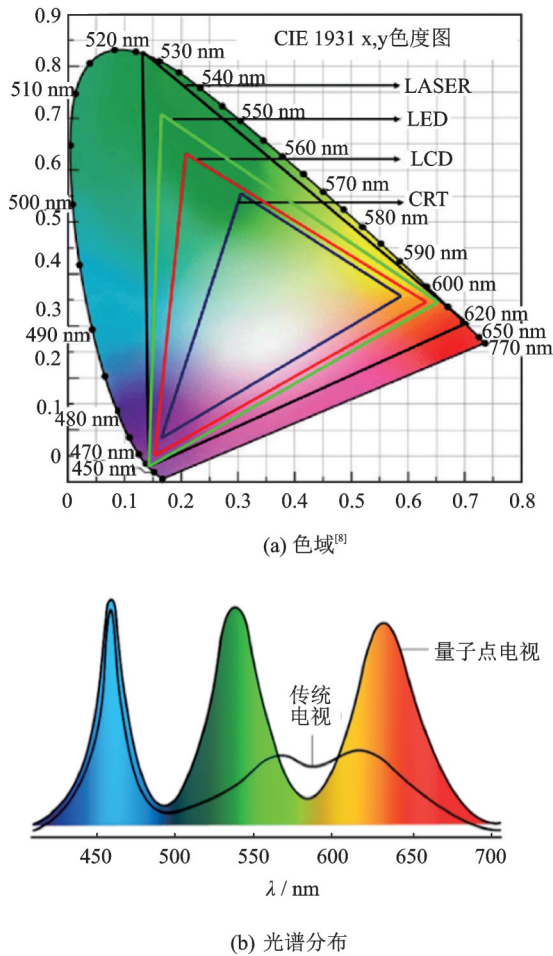 0.9
0.8
0.7
0.6
0.5
0.4
0.3
0.2
0.1
0
CIE 1931 x,y色度图
520 nm
530 nm
540 nm
LASER
510 nm
550 nm
LED
560 nm
LCD
570 nm
500 nm
CRT
580 nm
590 nm
600 nm
490 nm
620 nm
650 nm
770 nm
480 nm
470 nm
450 nm
0 0.1 0.2 0.3 0.4 0.5 0.6 0.7 0.8
(a) 色域[8]
量子点电视
传统
电视
450 500 550 600 650 700
λ / nm
(b) 光谱分布